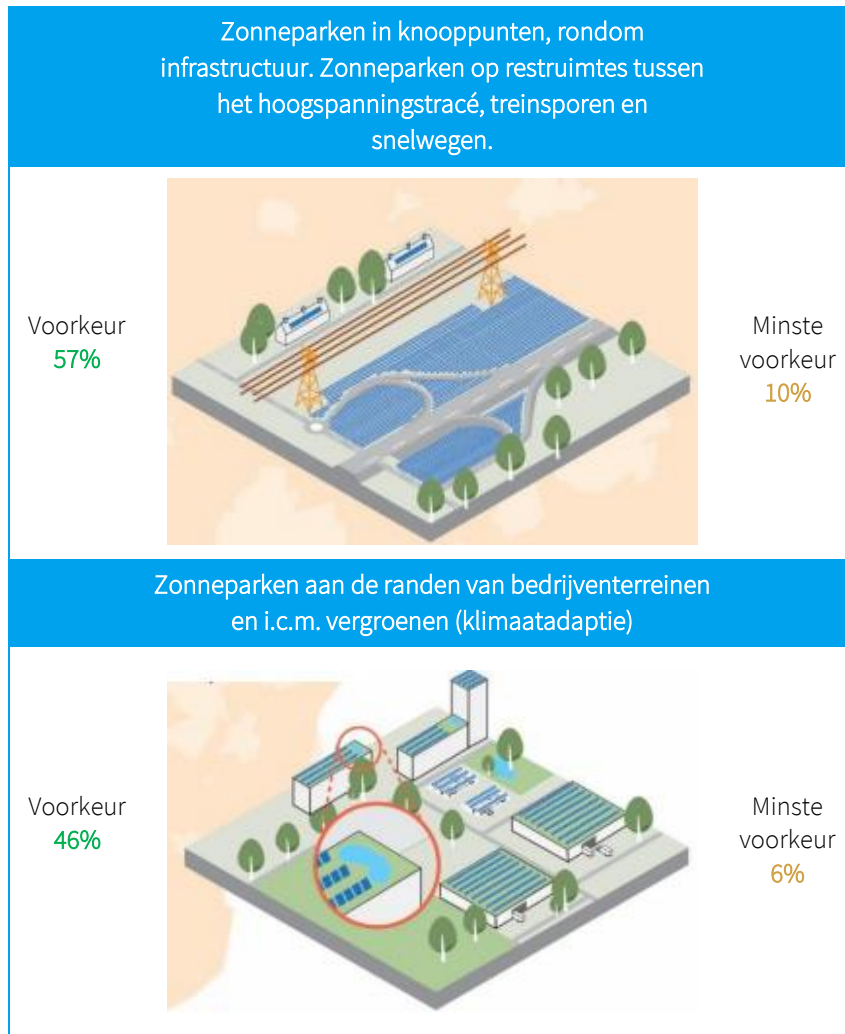 Zonneparken in knooppunten, rondom
infrastructuur. Zonneparken op restruimtes tussen
het hoogspanningstracé, treinsporen en
snelwegen.
Voorkeur
57%
Minste
voorkeur
10%
Zonneparken aan de randen van bedrijventerreinen
en i.c.m. vergroenen (klimaatadaptie)
Voorkeur
46%
Minste
voorkeur
6%